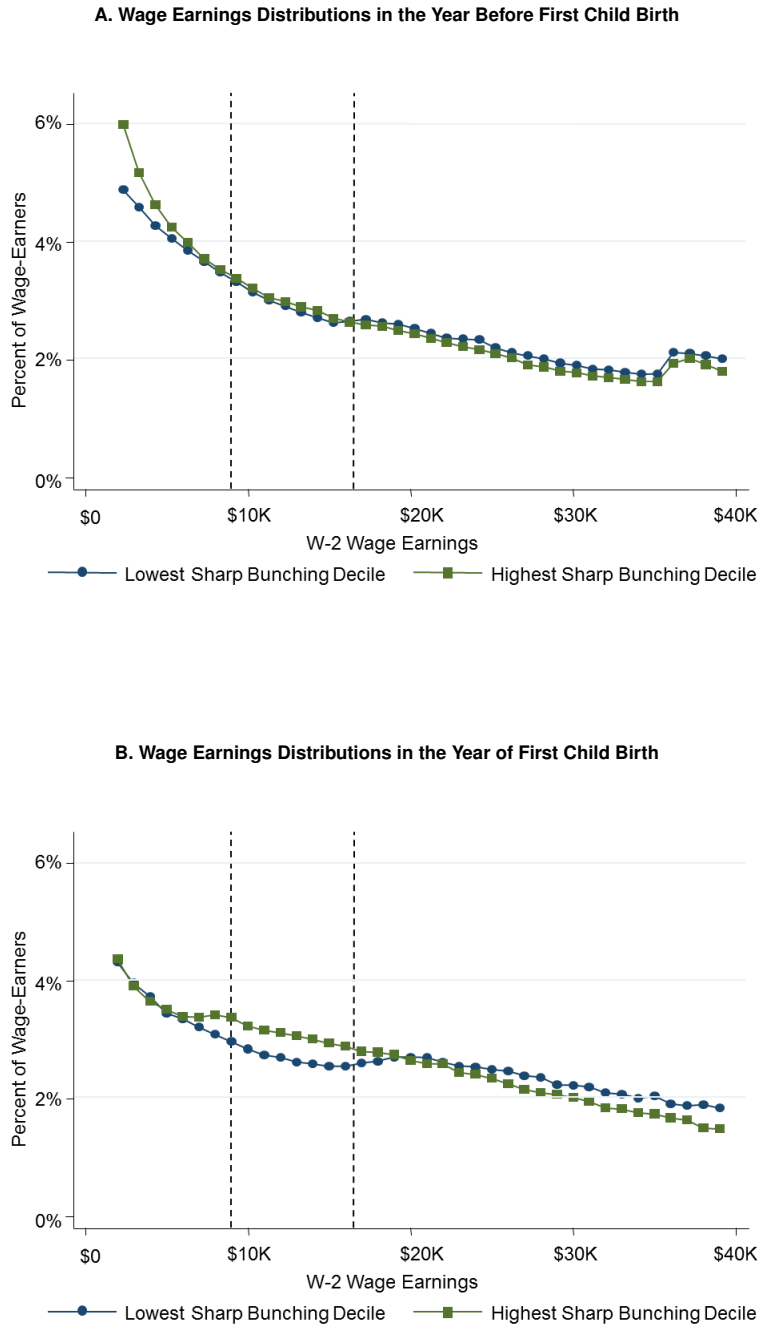 A. Wage Earnings Distributions in the Year Before First Child Birth
6%
4%
2%
0%
Percent of Wage-Earners
$0
$10K
$20K
$30K
$40K
W-2 Wage Earnings
Lowest Sharp Bunching Decile
Highest Sharp Bunching Decile
B. Wage Earnings Distributions in the Year of First Child Birth
6%
4%
2%
0%
Percent of Wage-Earners
$0
$10K
$20K
$30K
$40K
W-2 Wage Earnings
Lowest Sharp Bunching Decile
Highest Sharp Bunching Decile